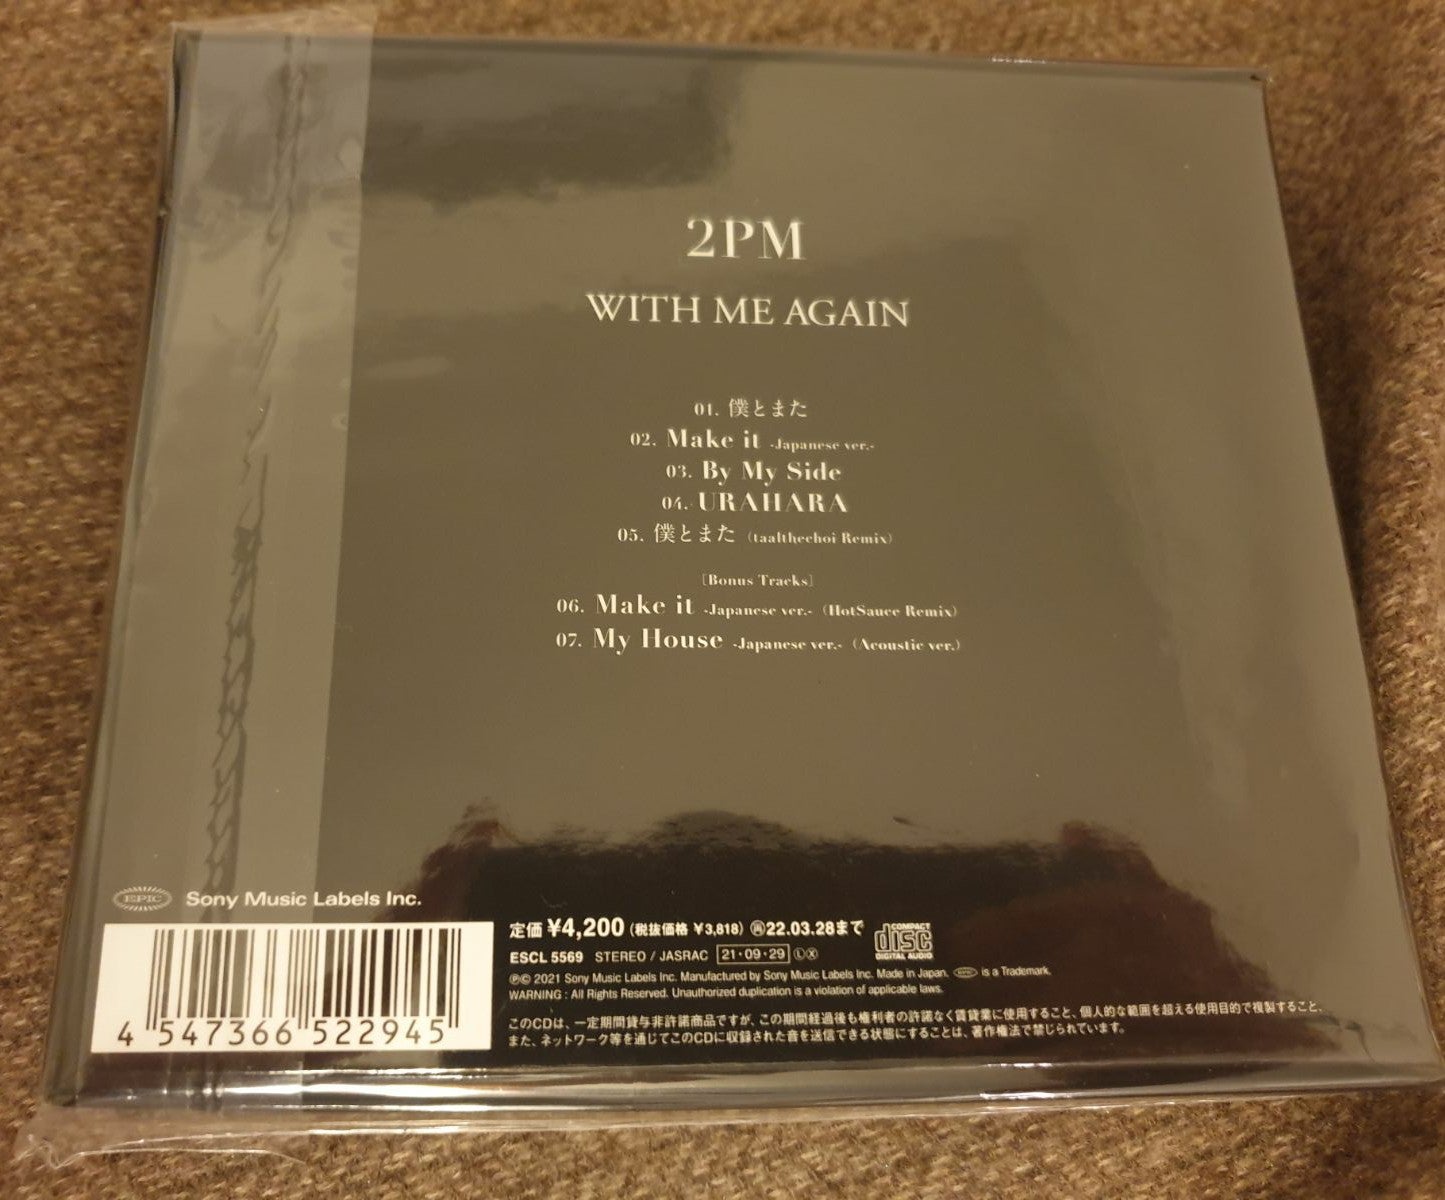 2PM
WITH ME AGAIN
01. 僕とまた
02. Make it -Japanese ver.-
03. By My Side
04. URAHARA
05. 僕とまた (taalthechoi Remix)
[Bonus Tracks]
06. Make it -Japanese ver.- (HotSauce Remix)
07. My House -Japanese ver.- (Acoustic ver.)
EPIC Sony Music Labels Inc.
4 547366 522945
定価 ¥4,200 (税抜価格 ¥3,818) ㊢22.03.28まで
COMPACT disc DIGITAL AUDIO
ESCL 5569 STEREO / JASRAC 21・09・29 Ⓛ Ⓧ
℗© 2021 Sony Music Labels Inc. Manufactured by Sony Music Labels Inc. Made in Japan. EPIC is a Trademark.
WARNING : All Rights Reserved. Unauthorized duplication is a violation of applicable laws.
このCDは、一定期間貸与非許諾商品ですが、この期間経過後も権利者の許諾なく賃貸業に使用すること、個人的な範囲を超える使用目的で複製すること、
また、ネットワーク等を通じてこのCDに収録された音を送信できる状態にすることは、著作権法で禁じられています。